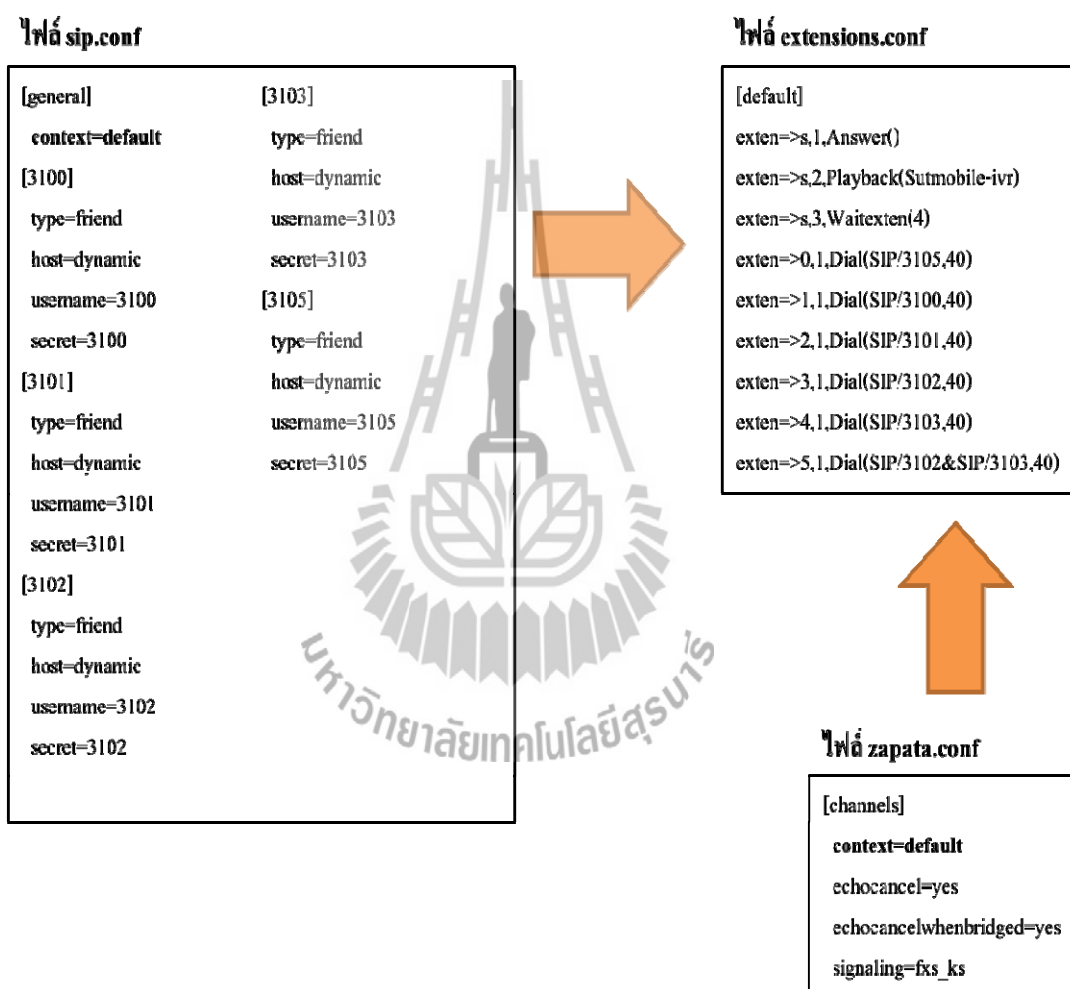 ไฟล์ sip.conf
[general]
context=default
[3100]
type=friend
host=dynamic
username=3100
secret=3100
[3101]
type=friend
host=dynamic
username=3101
secret=3101
[3102]
type=friend
host=dynamic
username=3102
secret=3102
[3103]
type=friend
host=dynamic
username=3103
secret=3103
[3105]
type=friend
host=dynamic
username=3105
secret=3105
ไฟล์ extensions.conf
[default]
exten=>s,1,Answer()
exten=>s,2,Playback(Sutmobile-ivr)
exten=>s,3,Waitexten(4)
exten=>0,1,Dial(SIP/3105,40)
exten=>1,1,Dial(SIP/3100,40)
exten=>2,1,Dial(SIP/3101,40)
exten=>3,1,Dial(SIP/3102,40)
exten=>4,1,Dial(SIP/3103,40)
exten=>5,1,Dial(SIP/3102&SIP/3103,40)
ไฟล์ zapata.conf
[channels]
context=default
echocancel=yes
echocancelwhenbridged=yes
signaling=fxs_ks
มหาวิทยาลัยเทคโนโลยีสุรนารี